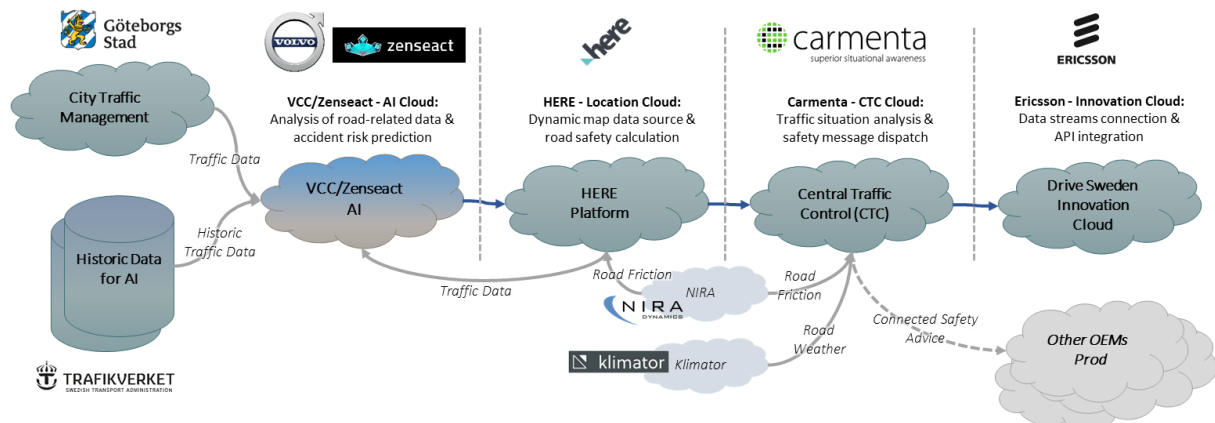 Göteborgs
Stad
VOLVO
zenseact
here
carmenta
superior situational awareness
ERICSSON
City Traffic
Management
VCC/Zenseact - AI Cloud:
Analysis of road-related data &
accident risk prediction
HERE - Location Cloud:
Dynamic map data source &
road safety calculation
Carmenta - CTC Cloud:
Traffic situation analysis &
safety message dispatch
Ericsson - Innovation Cloud:
Data streams connection &
API integration
Traffic Data
VCC/Zenseact
AI
HERE
Platform
Central Traffic
Control (CTC)
Drive Sweden
Innovation
Cloud
Historic
Traffic Data
Historic Data
for AI
Traffic Data
Road Friction
NIRA
NIRA
DYNAMICS
Road
Friction
Road
Weather
klimator
Klimator
Connected Safety
Advice
Other OEMs
Prod
TRAFIKVERKET
SWEDISH TRANSPORT ADMINISTRATION